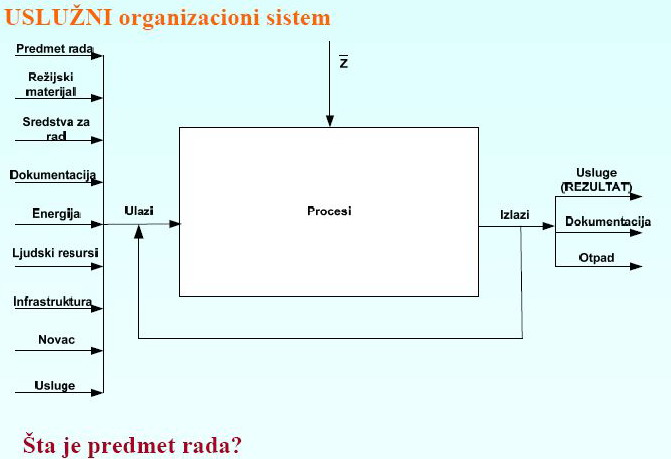 USLUŽNI organizacioni sistem
Predmet rada
Režijski
materijal
Sredstva za
rad
Dokumentacija
Energija
Ljudski resursi
Infrastruktura
Novac
Usluge
Ulazi
Z
Procesi
Izlazi
Usluge
(REZULTAT)
Dokumentacija
Otpad
Šta je predmet rada?